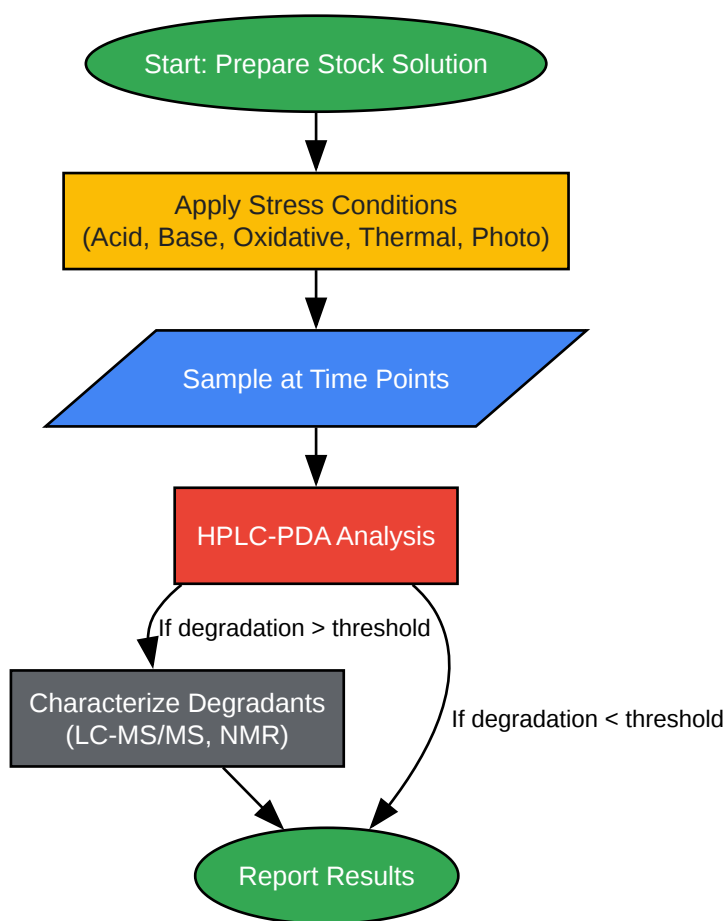 Start: Prepare Stock Solution
Apply Stress Conditions
(Acid, Base, Oxidative, Thermal, Photo)
Sample at Time Points
HPLC-PDA Analysis
If degradation > threshold
Characterize Degradants
(LC-MS/MS, NMR)
If degradation < threshold
Report Results